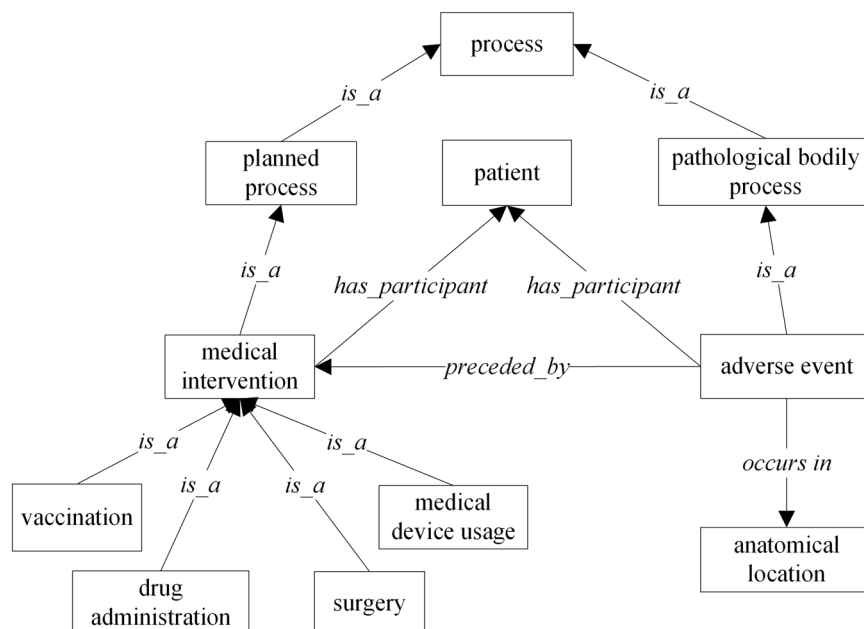 process
is_a
is_a
planned
process
patient
pathological bodily
process
is_a
has_participant
has_participant
is_a
medical
intervention
preceded_by
adverse event
is_a
is_a
is_a
is_a
occurs in
vaccination
medical
device usage
anatomical
location
drug
administration
surgery